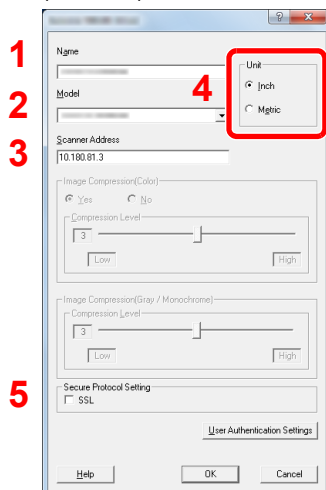 1
Name
Unit
4
Inch
2
Model
Metric
3
Scanner Address
10.180.81.3
Image Compression(Color)
Yes No
Compression Level
3
Low High
Image Compression(Gray / Monochrome)
Compression Level
3
Low High
5
Secure Protocol Setting
SSL
User Authentication Settings
Help OK Cancel